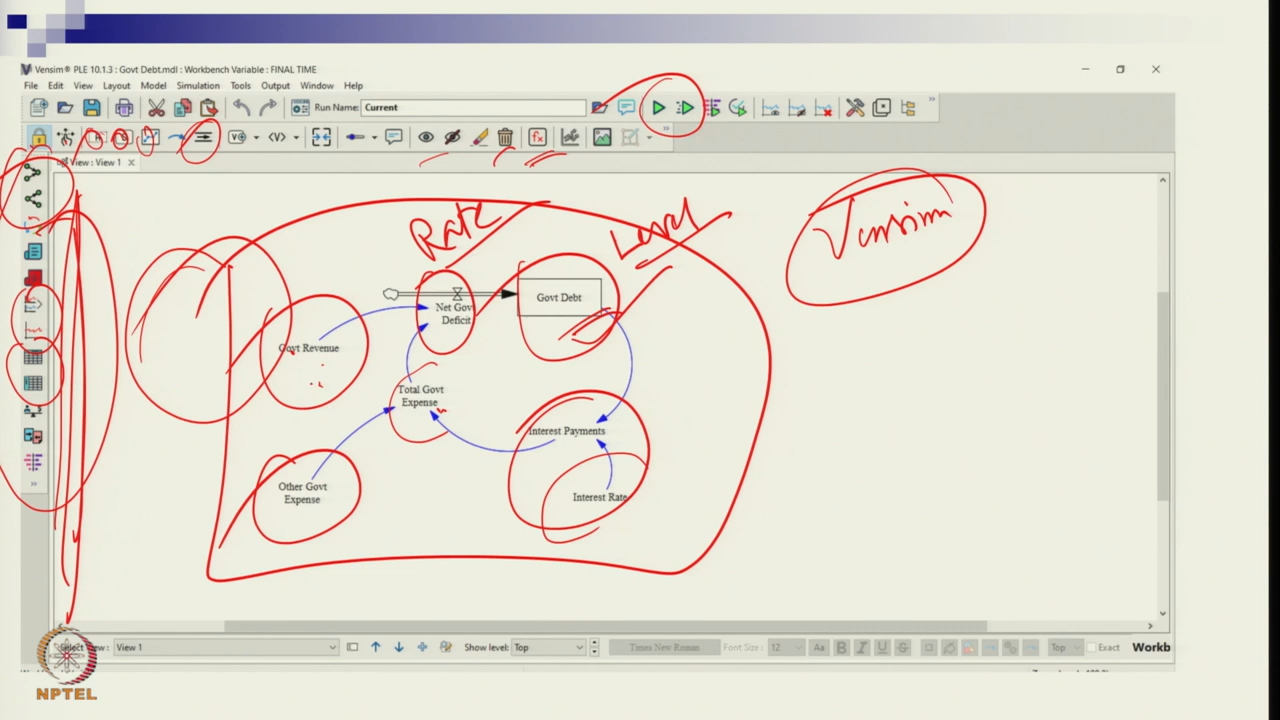 Vensim® PLE 10.1.3 : Govt Debt.mdl : Workbench Variable : FINAL TIME
File Edit View Layout Model Simulation Tools Output Window Help
Run Name: Current
View : View 1
Rate
Level
Vensim
Govt Debt
Net Govt
Deficit
Govt Revenue
Total Govt
Expense
Interest Payments
Other Govt
Expense
Interest Rate
View : View 1 Show level: Top Times New Roman Font Size : 12 Aa B I U S Top Exact Workb
NPTEL